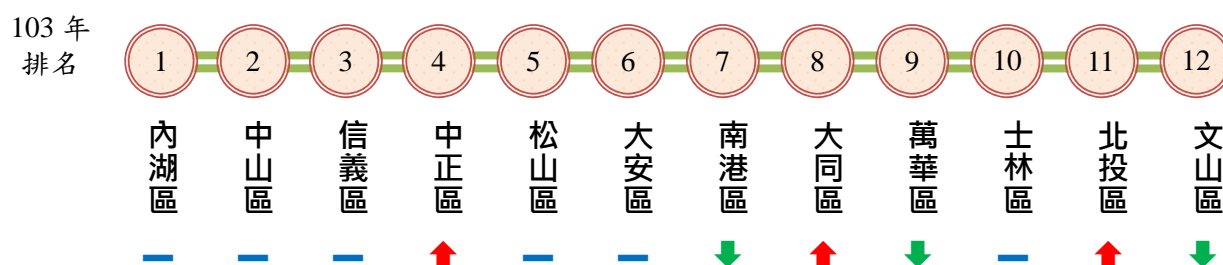 103 年
排名
1 2 3 4 5 6 7 8 9 10 11 12
內湖區 中山區 信義區 中正區 松山區 大安區 南港區 大同區 萬華區 士林區 北投區 文山區